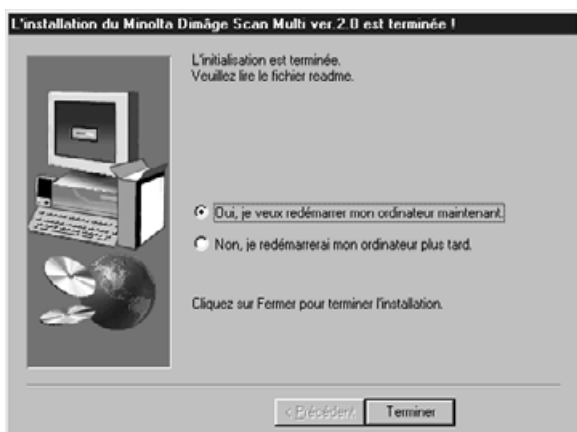 L'installation du Minolta Dimâge Scan Multi ver.2.0 est terminée !
L'initialisation est terminée.
Veuillez lire le fichier readme.
Oui, je veux redémarrer mon ordinateur maintenant.
Non, je redémarrerai mon ordinateur plus tard.
Cliquez sur Fermer pour terminer l'installation.
< Précédent
Terminer